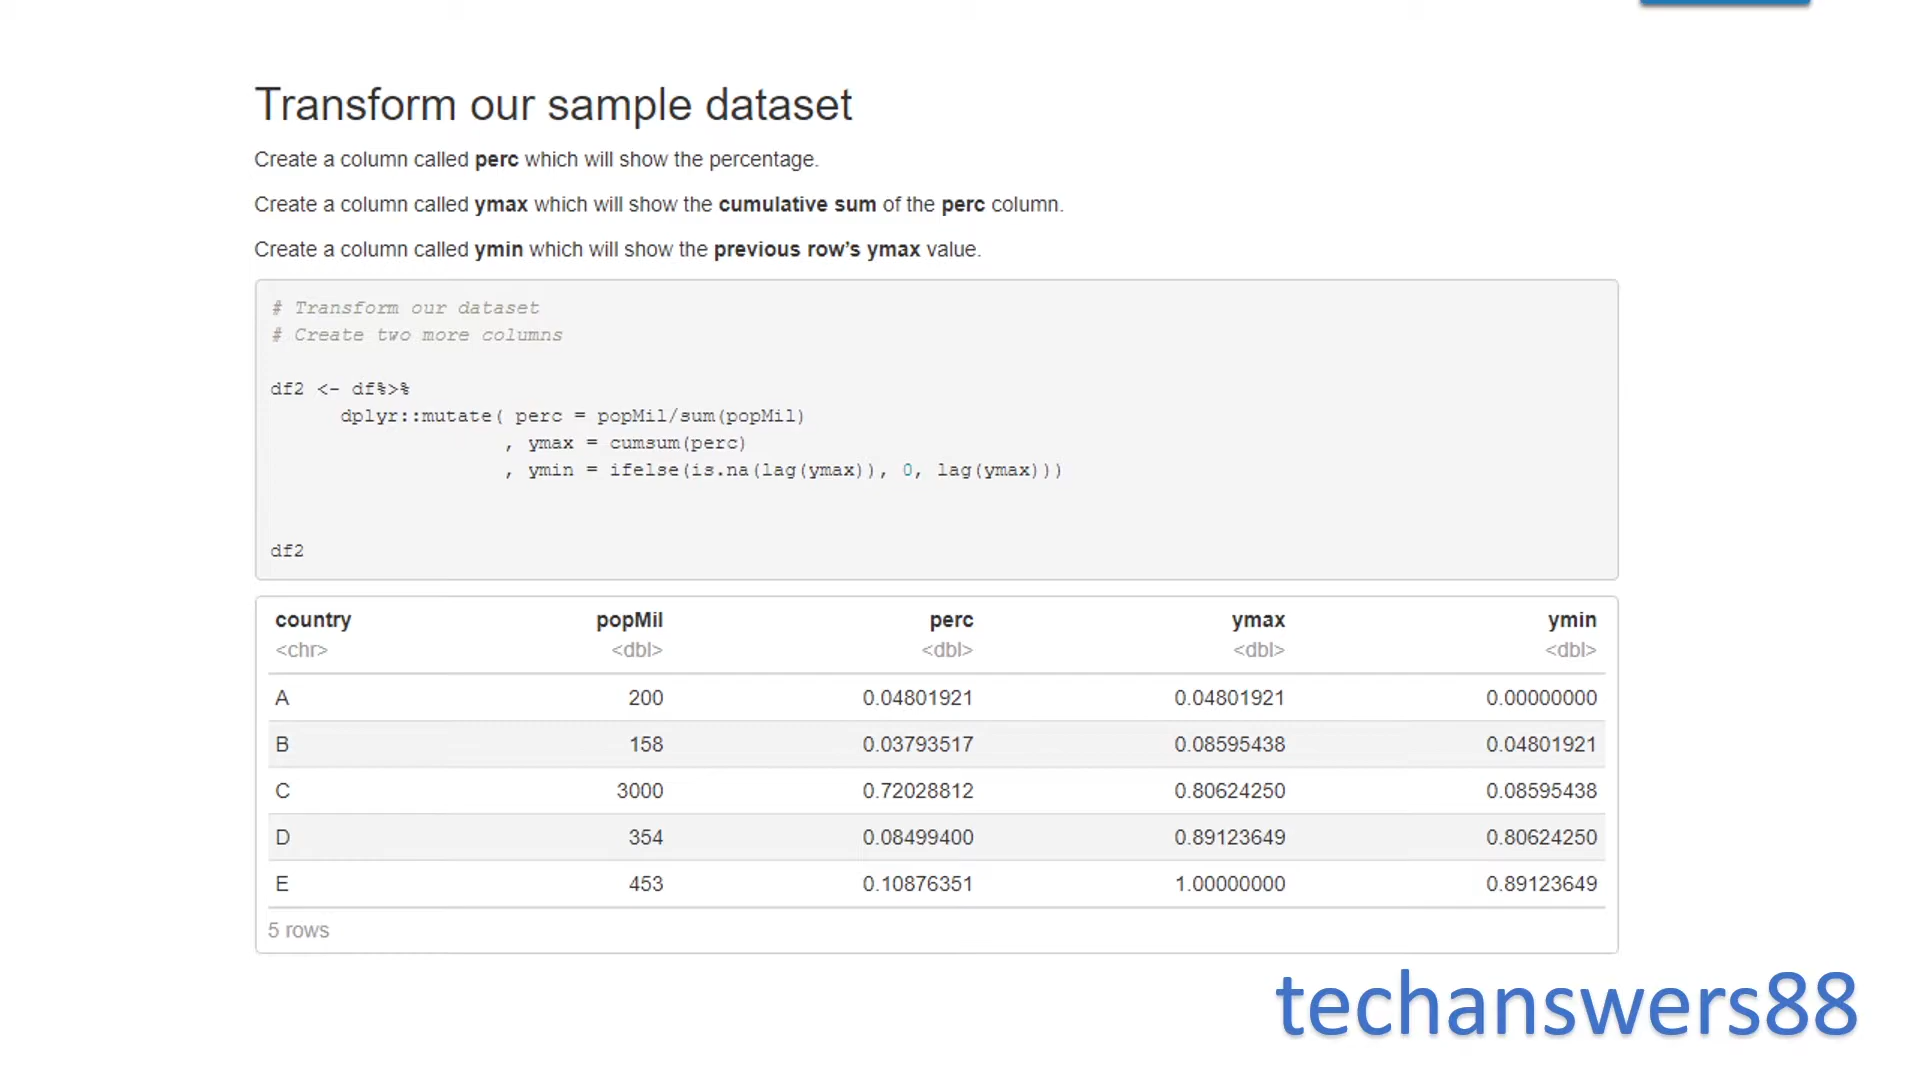 Transform our sample dataset
Create a column called perc which will show the percentage.
Create a column called ymax which will show the cumulative sum of the perc column.
Create a column called ymin which will show the previous row’s ymax value.
# Transform our dataset
# Create two more columns
df2 <- df%>%
dplyr::mutate( perc = popMil/sum(popMil)
, ymax = cumsum(perc)
, ymin = ifelse(is.na(lag(ymax)), 0, lag(ymax)))
df2
country popMil perc ymax ymin
<chr> <dbl> <dbl> <dbl> <dbl>
A 200 0.04801921 0.04801921 0.00000000
B 158 0.03793517 0.08595438 0.04801921
C 3000 0.72028812 0.80624250 0.08595438
D 354 0.08499400 0.89123649 0.80624250
E 453 0.10876351 1.00000000 0.89123649
5 rows
techanswers88